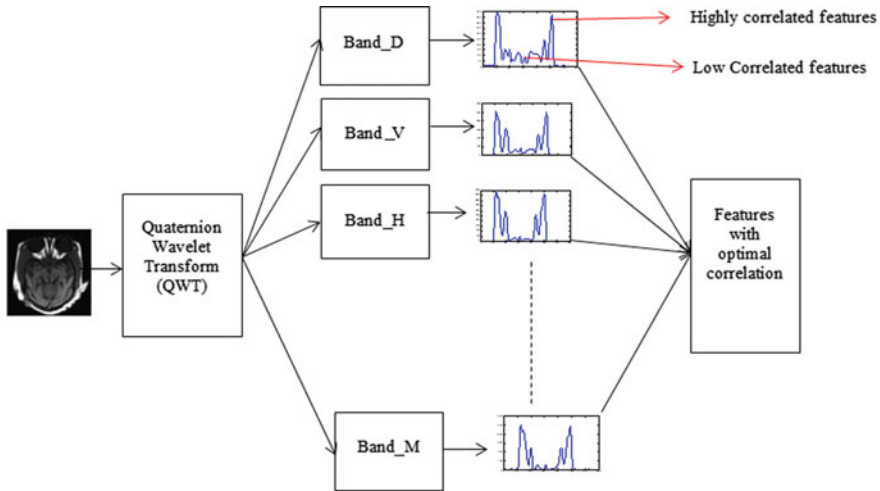 Highly correlated features
Band_D
Low Correlated features
Band_V
Band_H
Quaternion
Wavelet
Transform
(QWT)
Features
with
optimal
correlation
Band_M